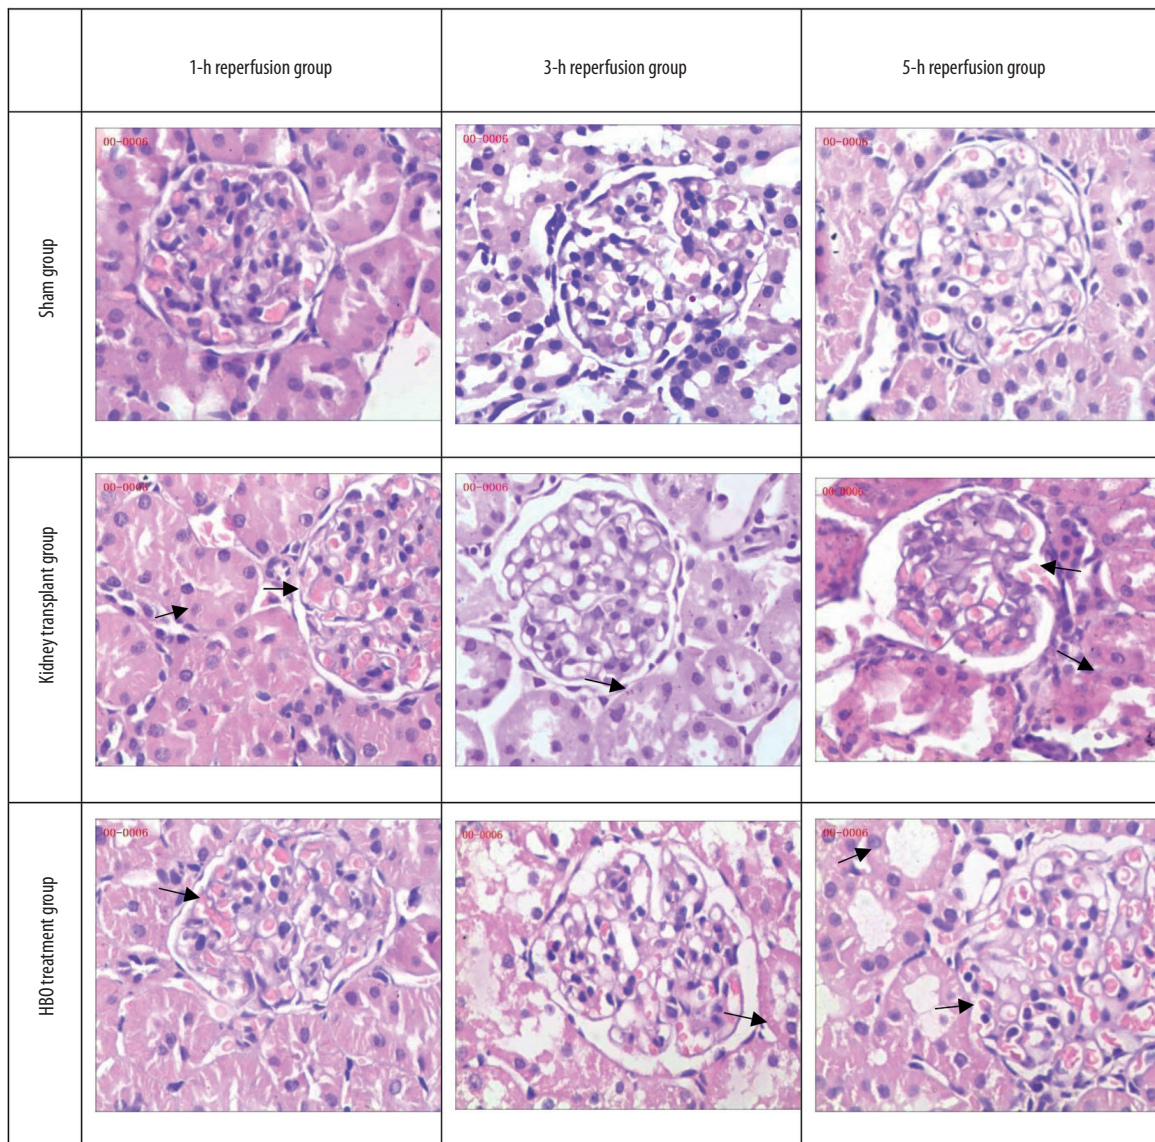 1-h reperfusion group
3-h reperfusion group
5-h reperfusion group
Sham group
00-0006
00-0006
00-0006
Kidney transplant group
00-0006
00-0006
00-0006
HBO treatment group
00-0006
00-0006
00-0006